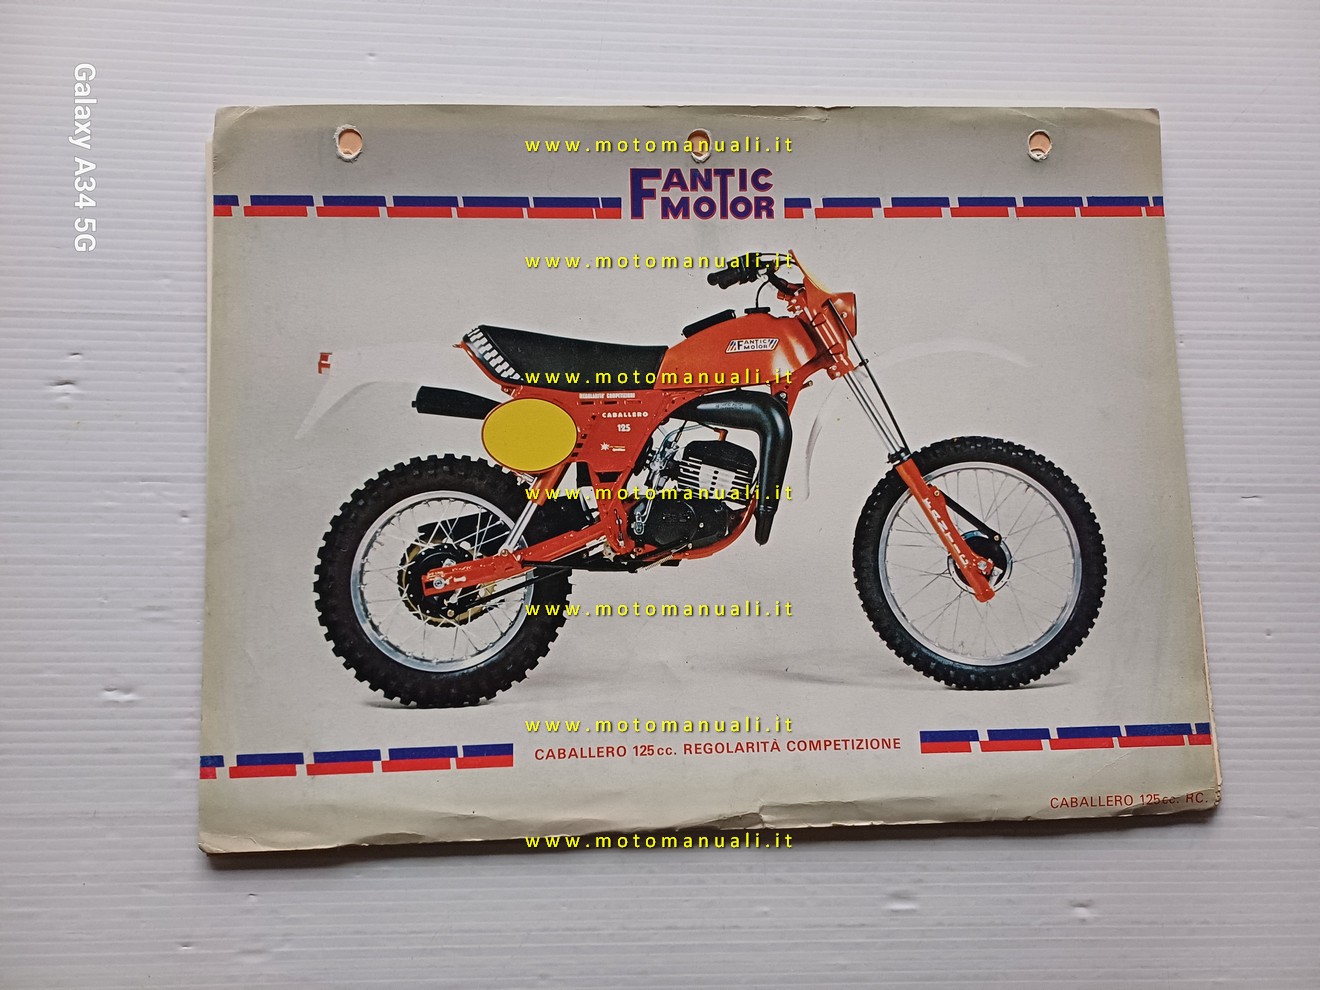 Galaxy A34 5G
www.motomanuali.it
FANTIC
MOTOR
www.motomanuali.it
FANTIC
MOTOR
F
www.motomanuali.it
REGOLARITÀ COMPETIZIONE
CABALLERO
125
www.motomanuali.it
FANTIC
www.motomanuali.it
www.motomanuali.it
CABALLERO 125cc. REGOLARITÀ COMPETIZIONE
CABALLERO 125cc. RC.
www.motomanuali.it